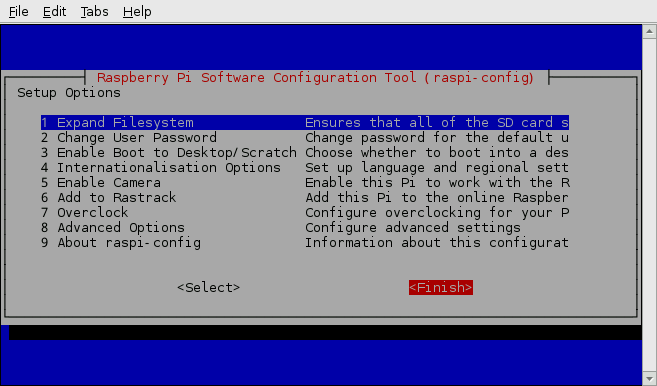 File Edit Tabs Help
Raspberry Pi Software Configuration Tool (raspi-config)
Setup Options
1 Expand Filesystem Ensures that all of the SD card s
2 Change User Password Change password for the default u
3 Enable Boot to Desktop/Scratch Choose whether to boot into a des
4 Internationalisation Options Set up language and regional sett
5 Enable Camera Enable this Pi to work with the R
6 Add to Rastrack Add this Pi to the online Raspber
7 Overclock Configure overclocking for your P
8 Advanced Options Configure advanced settings
9 About raspi-config Information about this configurat
<Select> <Finish>